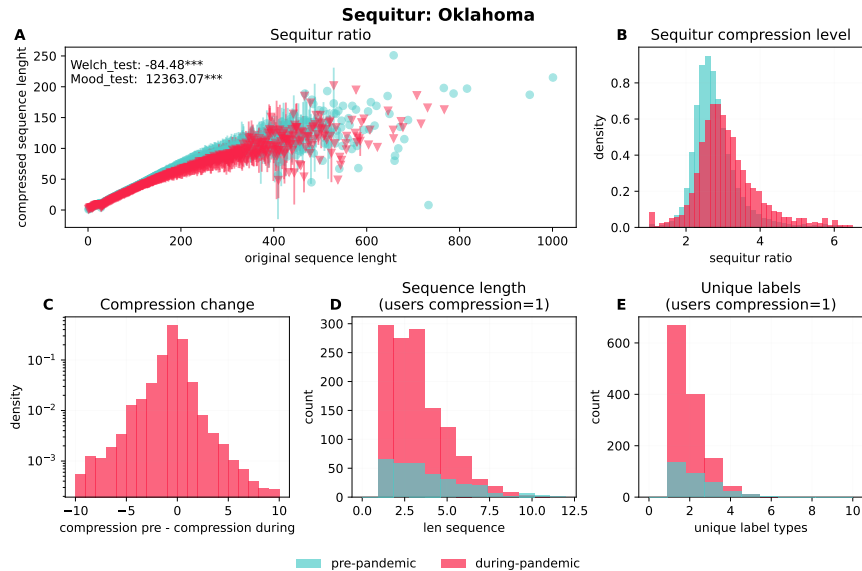 Sequitur: Oklahoma
A
Sequitur ratio
Welch_test: -84.48***
Mood_test:  12363.07***
compressed sequence lenght
250
200
150
100
50
0
0 200 400 600 800 1000
original sequence lenght
B
Sequitur compression level
density
0.8
0.6
0.4
0.2
0.0
2 4 6
sequitur ratio
C
Compression change
density
10⁻¹
10⁻²
10⁻³
−10 −5 0 5 10
compression pre - compression during
D
Sequence length
(users compression=1)
count
300
250
200
150
100
50
0
0.0 2.5 5.0 7.5 10.0 12.5
len sequence
E
Unique labels
(users compression=1)
count
600
400
200
0
0 2 4 6 8 10
unique label types
pre-pandemic
during-pandemic